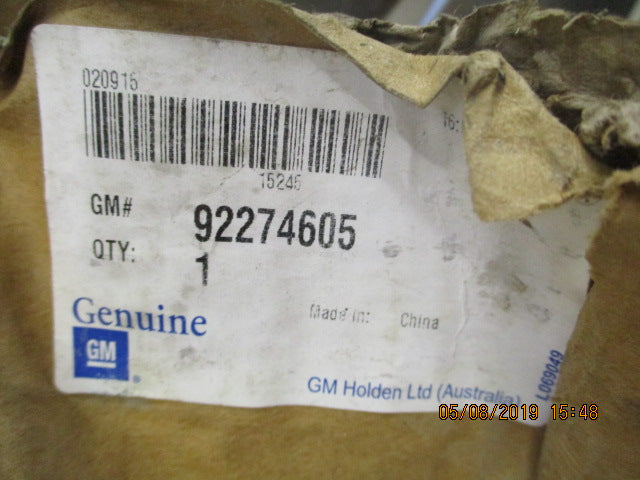 020915
15245
GM# 92274605
QTY: 1
Made in: China
Genuine
GM
GM Holden Ltd (Australia)
L069049
05/08/2019 15:48